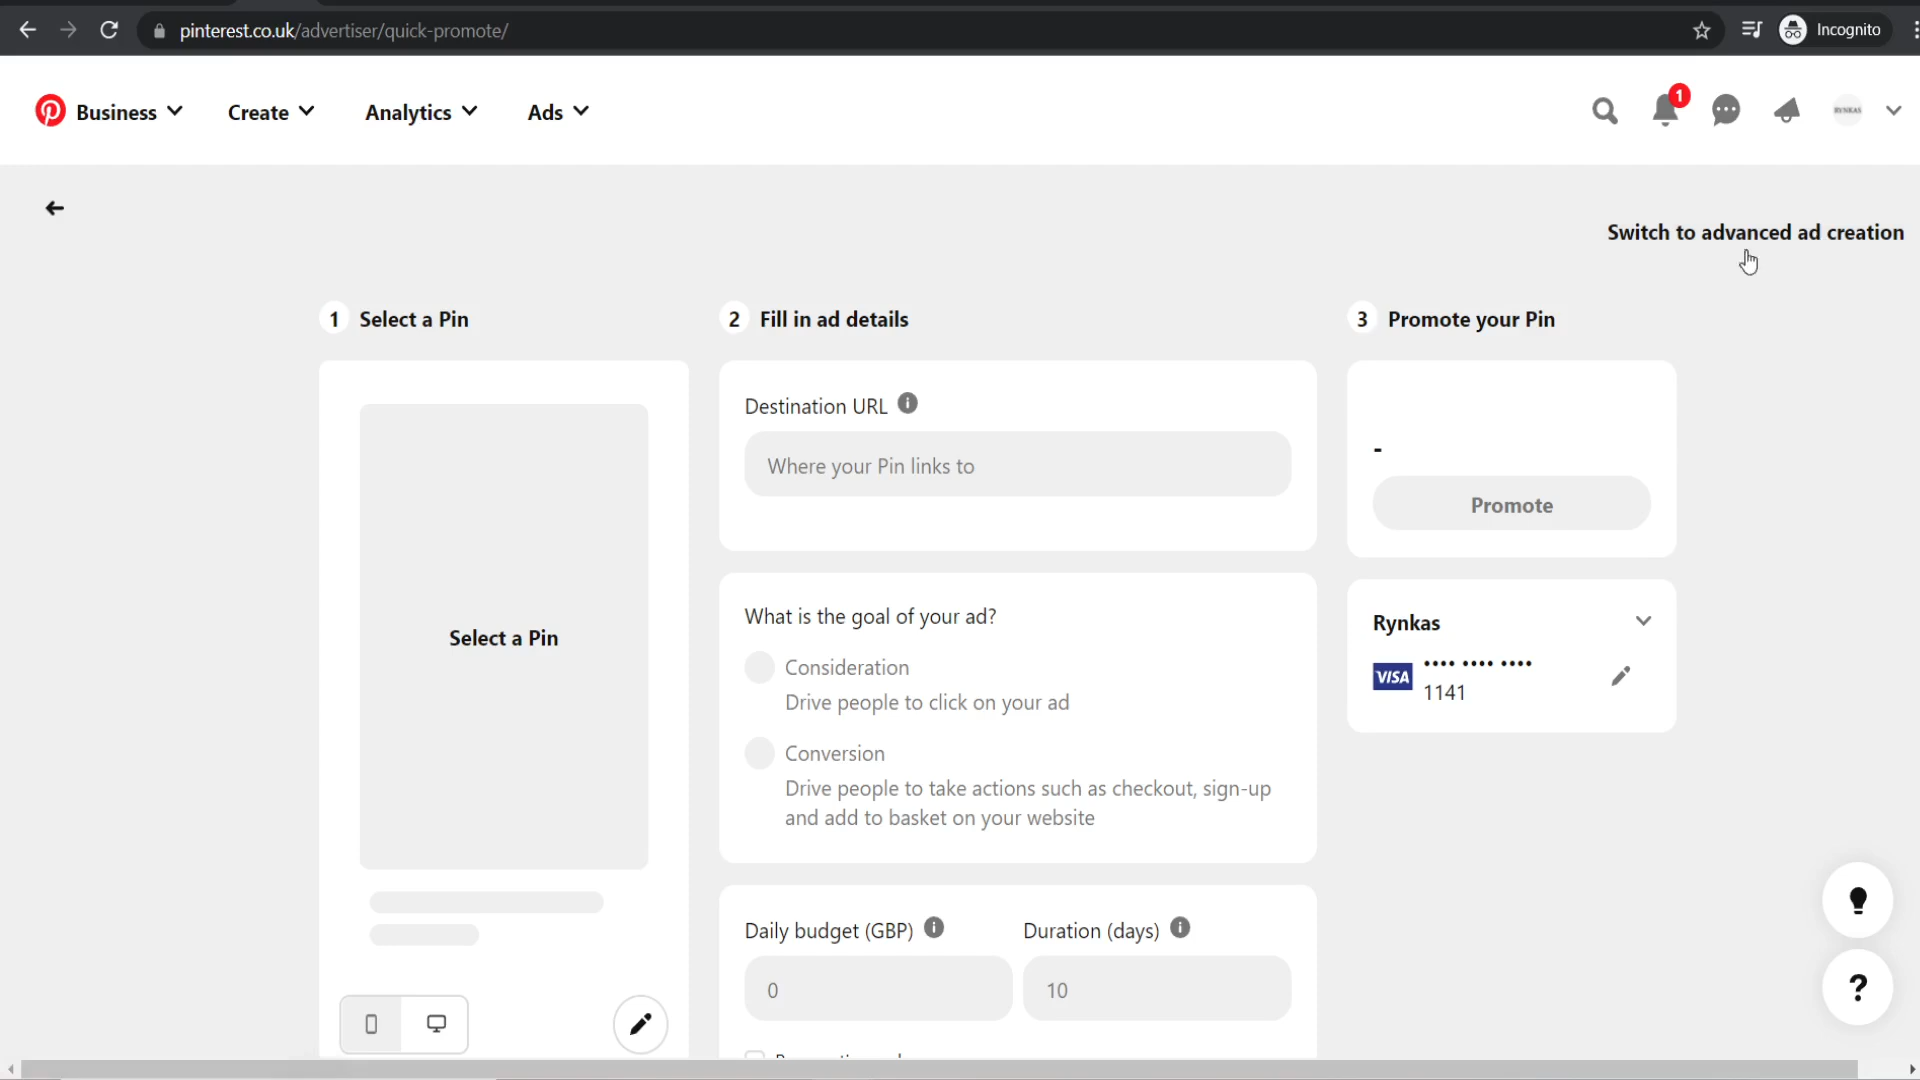 pinterest.co.uk/advertiser/quick-promote/
Incognito
Business
Create
Analytics
Ads
1
RYNKAS
Switch to advanced ad creation
1 Select a Pin
2 Fill in ad details
3 Promote your Pin
Select a Pin
Destination URL
Where your Pin links to
What is the goal of your ad?
Consideration
Drive people to click on your ad
Conversion
Drive people to take actions such as checkout, sign-up
and add to basket on your website
Daily budget (GBP)
Duration (days)
0
10
-
Promote
Rynkas
VISA
•••• •••• ••••
1141
?